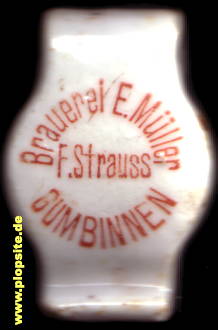 Brauerei E. Müller
F. Strauss
GUMBINNEN
www.plopsite.de